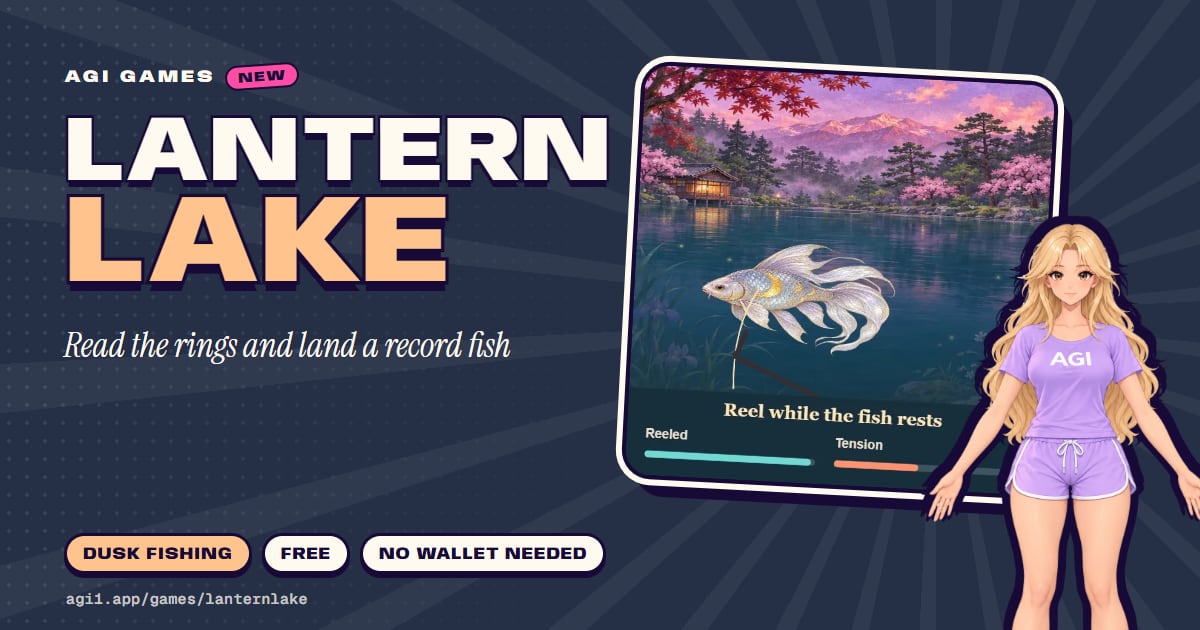 AGI GAMES NEW
LANTERN
LAKE
Read the rings and land a record fish
Reel while the fish rests
Reeled
Tension
AGI
DUSK FISHING
FREE
NO WALLET NEEDED
agi1.app/games/lanternlake